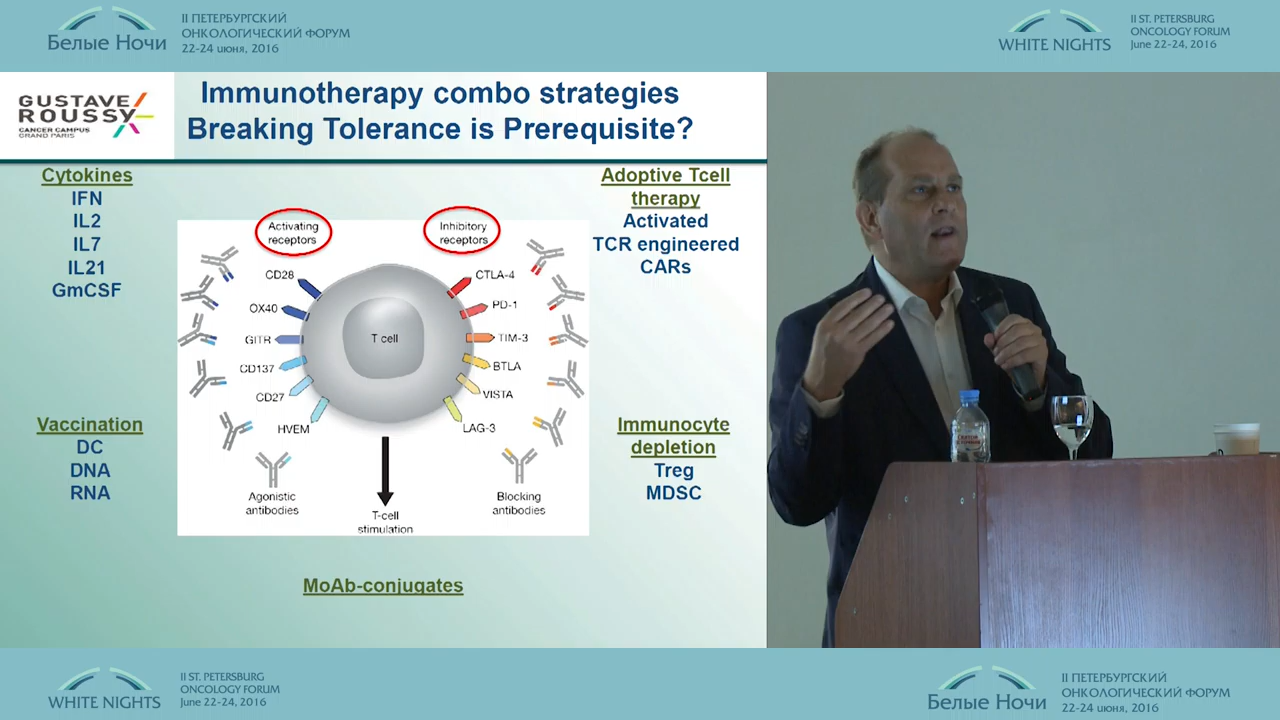 II ПЕТЕРБУРГСКИЙ
ОНКОЛОГИЧЕСКИЙ ФОРУМ
22-24 июня, 2016
Белые Ночи
II ST. PETERSBURG
ONCOLOGY FORUM
June 22-24, 2016
WHITE NIGHTS
GUSTAVE
ROUSSY
CANCER CAMPUS
GRAND PARIS
Immunotherapy combo strategies
Breaking Tolerance is Prerequisite?
Cytokines
IFN
IL2
IL7
IL21
GmCSF
Vaccination
DC
DNA
RNA
Activating
receptors
Inhibitory
receptors
CD28
OX40
GITR
CD137
CD27
HVEM
T cell
CTLA-4
PD-1
TIM-3
BTLA
VISTA
LAG-3
Agonistic
antibodies
T-cell
stimulation
Blocking
antibodies
Adoptive Tcell
therapy
Activated
TCR engineered
CARs
Immunocyte
depletion
Treg
MDSC
MoAb-conjugates
WHITE NIGHTS
II ST. PETERSBURG
ONCOLOGY FORUM
June 22-24, 2016
Белые Ночи
II ПЕТЕРБУРГСКИЙ
ОНКОЛОГИЧЕСКИЙ ФОРУМ
22-24 июня, 2016